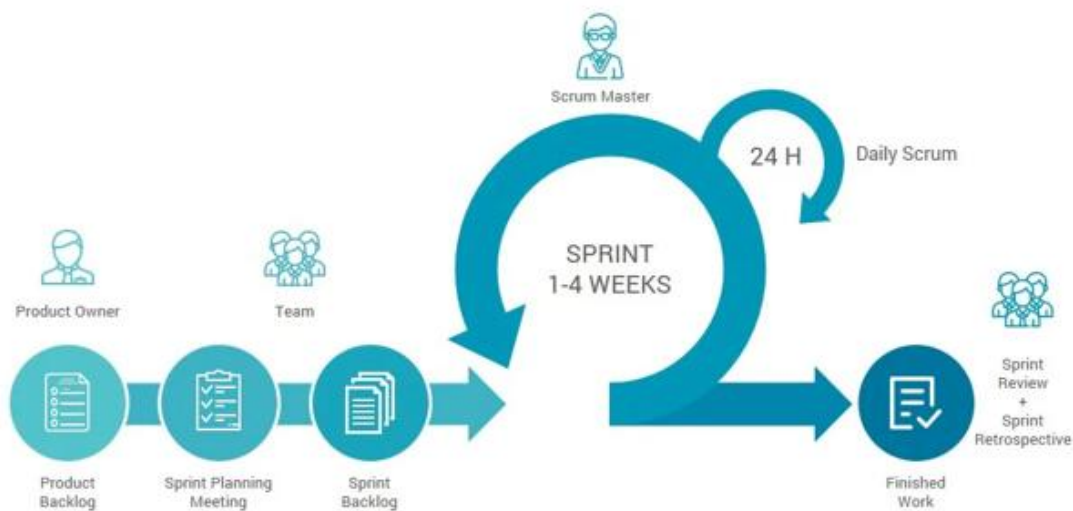 Scrum Master
24 H
Daily Scrum
SPRINT
1-4 WEEKS
Product Owner
Team
Sprint
Review
+
Sprint
Retrospective
Product
Backlog
Sprint Planning
Meeting
Sprint
Backlog
Finished
Work